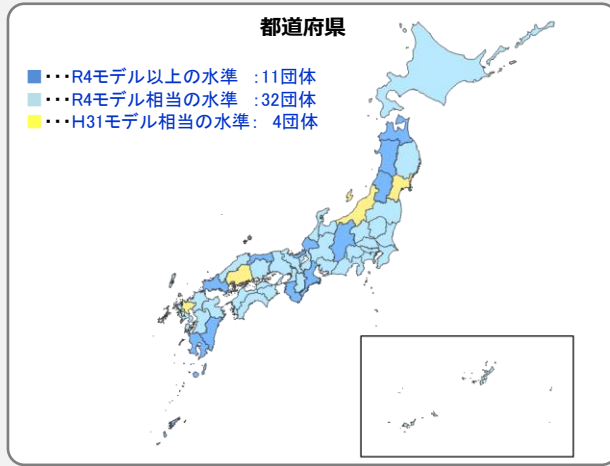 都道府県
■・・・R4モデル以上の水準 ：11団体
■・・・R4モデル相当の水準 ：32団体
■・・・H31モデル相当の水準： 4団体